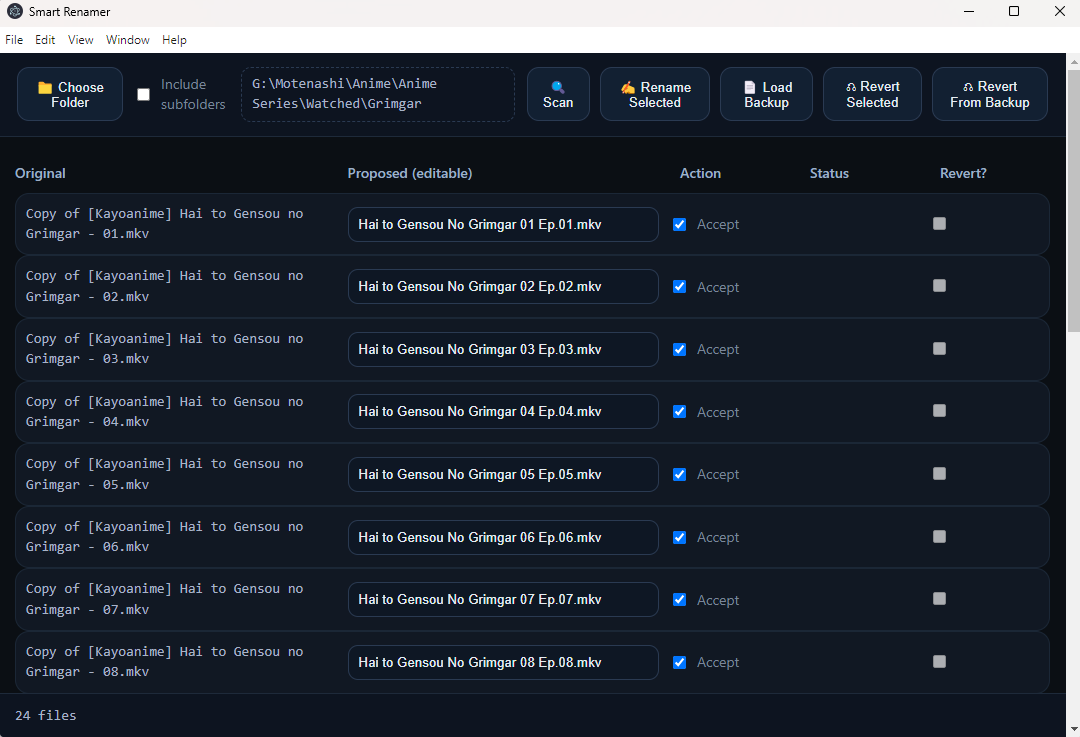 Smart Renamer
File Edit View Window Help
Choose
Folder
Include
subfolders
G:\Motenashi\Anime\Anime
Series\Watched\Grimgar
Scan
Rename
Selected
Load
Backup
Revert
Selected
Revert
From Backup
Original Proposed (editable) Action Status Revert?
Copy of [Kayoanime] Hai to Gensou no
Grimgar - 01.mkv
Hai to Gensou No Grimgar 01 Ep.01.mkv
Accept
Copy of [Kayoanime] Hai to Gensou no
Grimgar - 02.mkv
Hai to Gensou No Grimgar 02 Ep.02.mkv
Accept
Copy of [Kayoanime] Hai to Gensou no
Grimgar - 03.mkv
Hai to Gensou No Grimgar 03 Ep.03.mkv
Accept
Copy of [Kayoanime] Hai to Gensou no
Grimgar - 04.mkv
Hai to Gensou No Grimgar 04 Ep.04.mkv
Accept
Copy of [Kayoanime] Hai to Gensou no
Grimgar - 05.mkv
Hai to Gensou No Grimgar 05 Ep.05.mkv
Accept
Copy of [Kayoanime] Hai to Gensou no
Grimgar - 06.mkv
Hai to Gensou No Grimgar 06 Ep.06.mkv
Accept
Copy of [Kayoanime] Hai to Gensou no
Grimgar - 07.mkv
Hai to Gensou No Grimgar 07 Ep.07.mkv
Accept
Copy of [Kayoanime] Hai to Gensou no
Grimgar - 08.mkv
Hai to Gensou No Grimgar 08 Ep.08.mkv
Accept
24 files